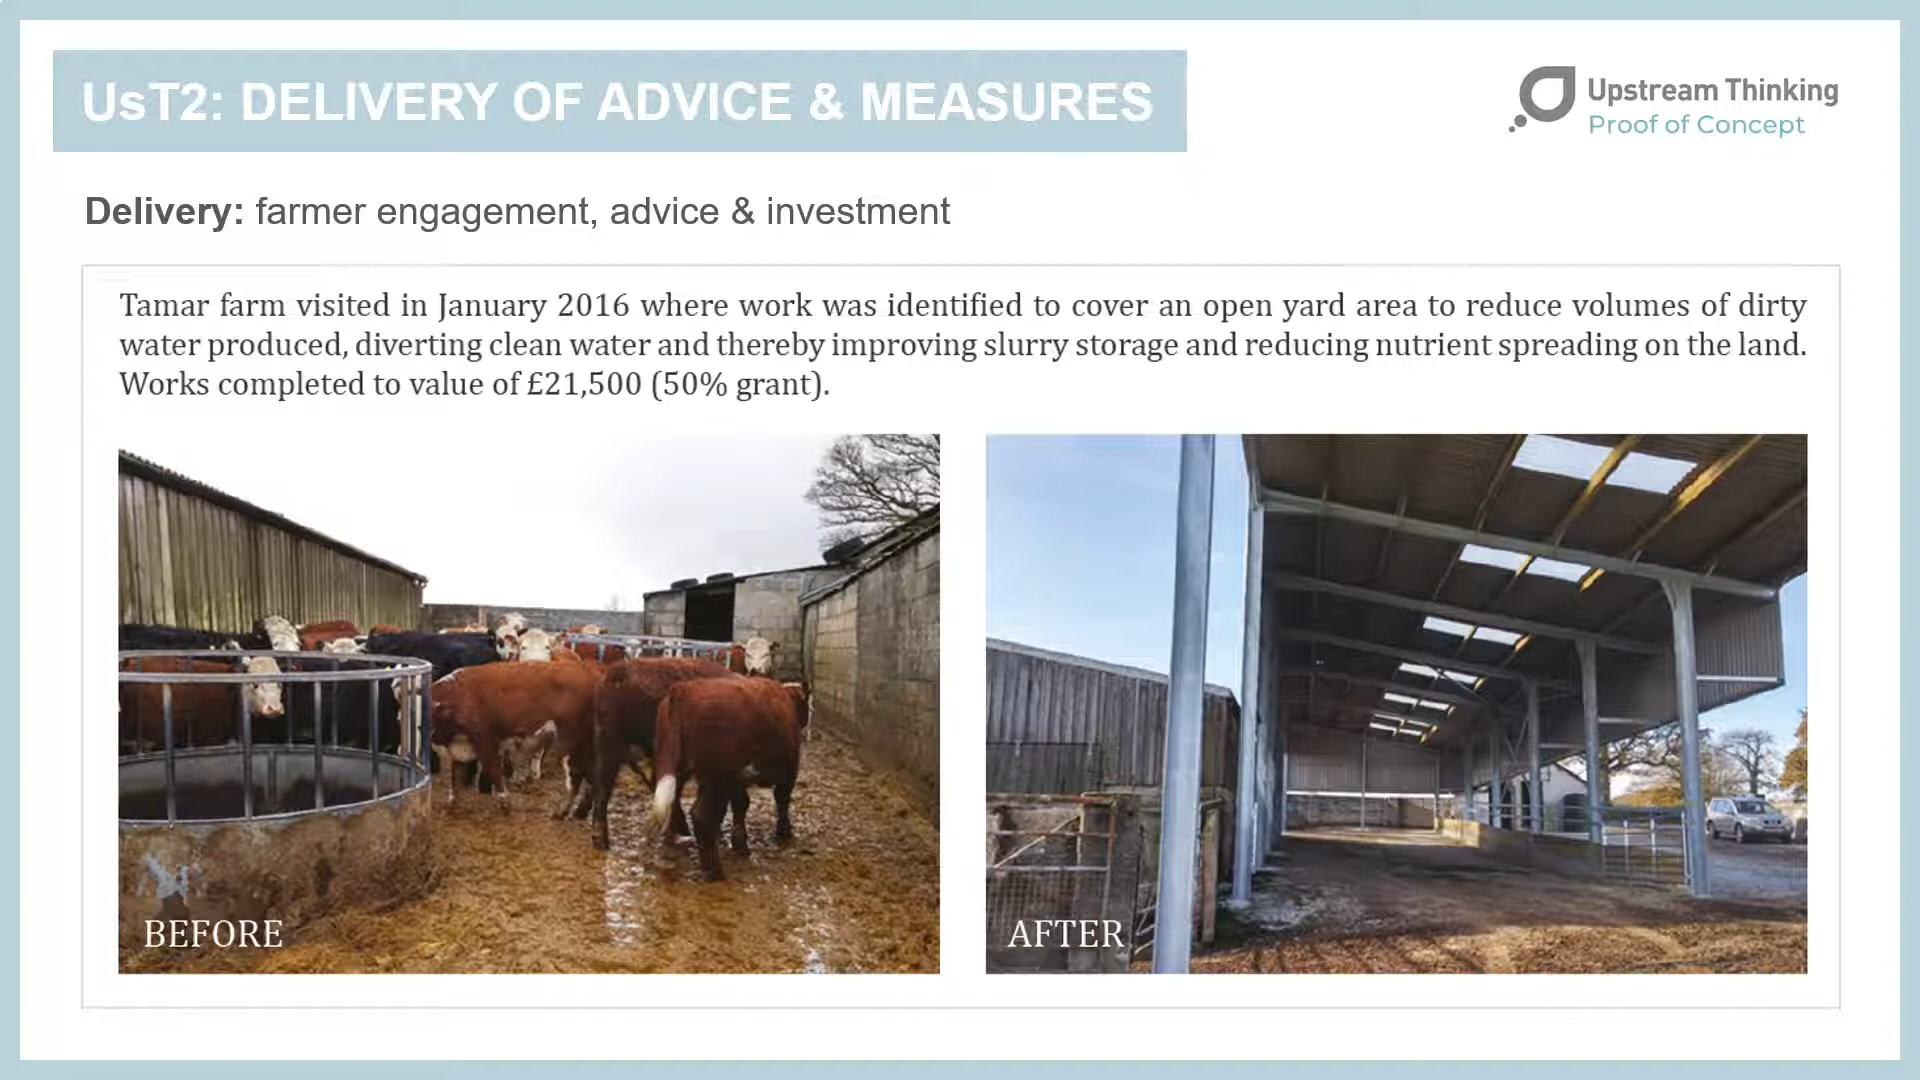 UsT2: DELIVERY OF ADVICE & MEASURES
Upstream Thinking
Proof of Concept
Delivery: farmer engagement, advice & investment
Tamar farm visited in January 2016 where work was identified to cover an open yard area to reduce volumes of dirty
water produced, diverting clean water and thereby improving slurry storage and reducing nutrient spreading on the land.
Works completed to value of £21,500 (50% grant).
BEFORE
AFTER